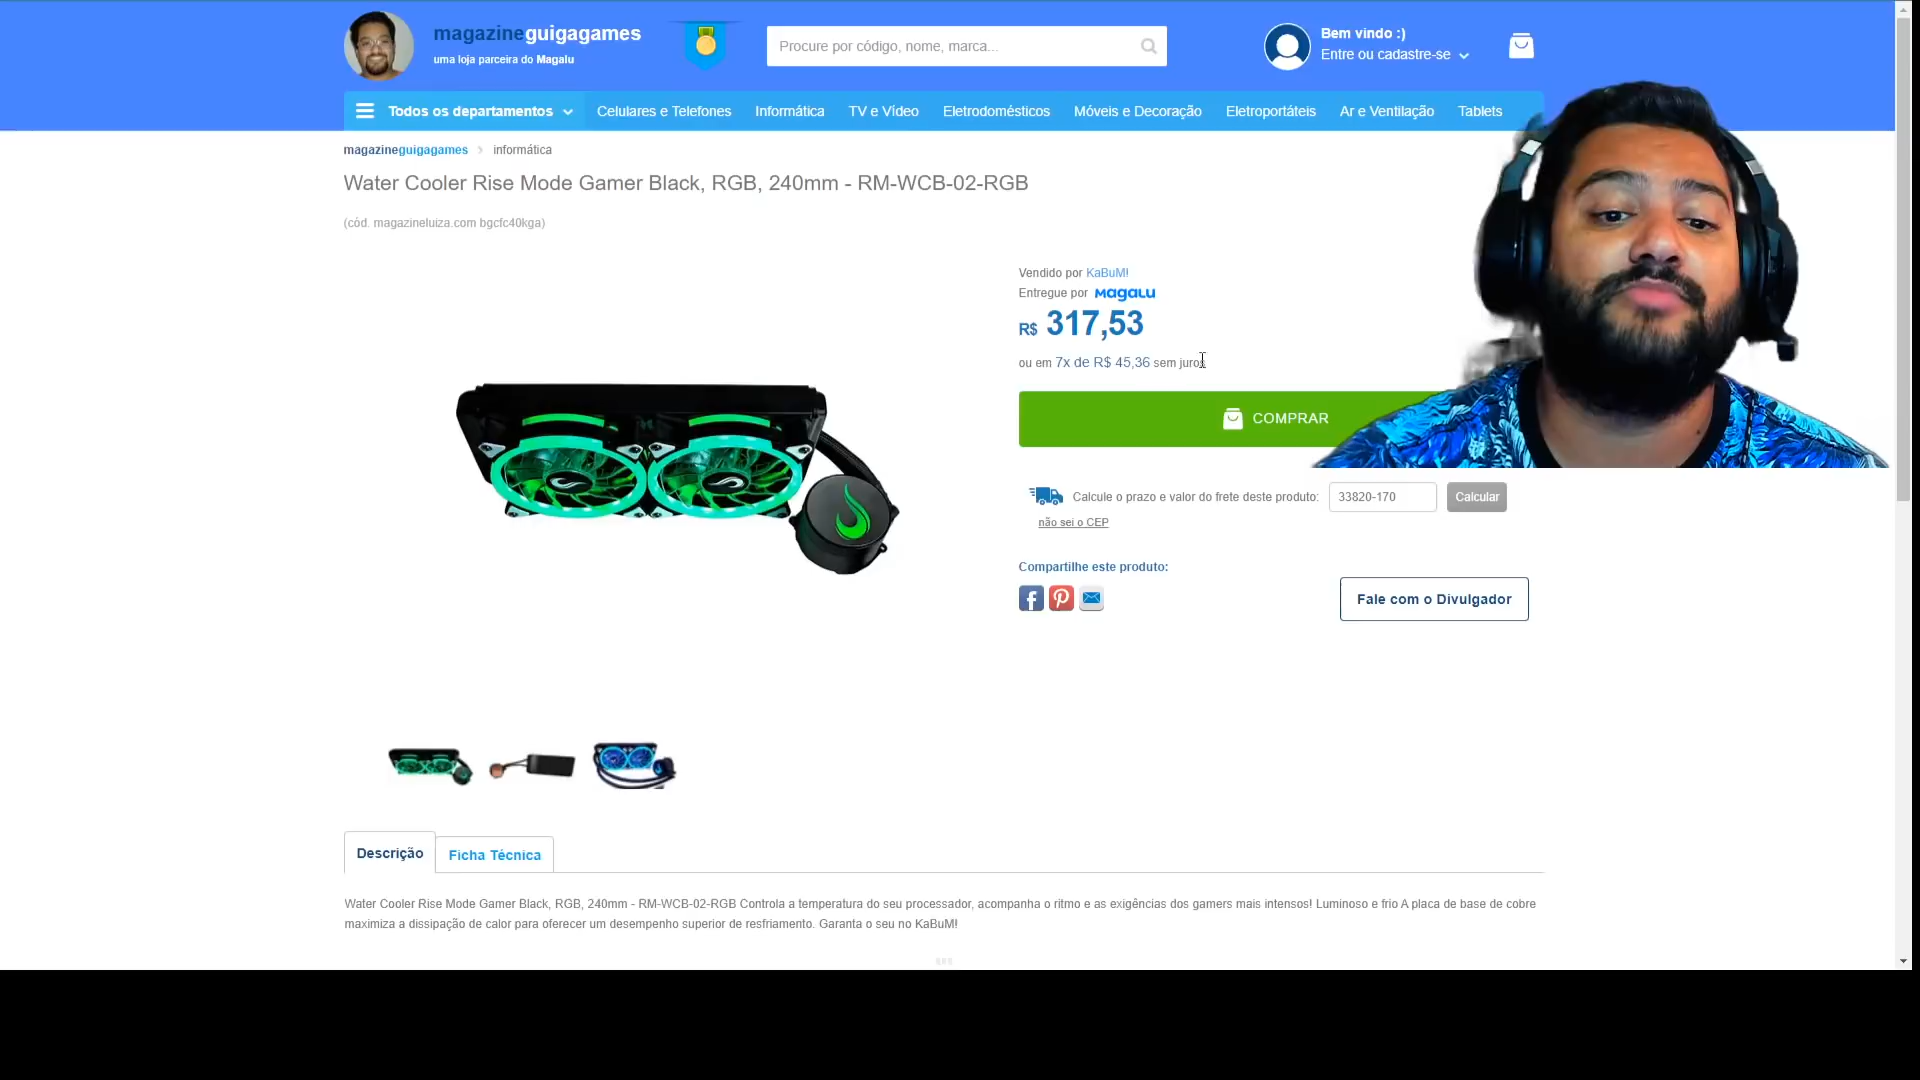 magazineguigagames
uma loja parceira do Magalu
Procure por código, nome, marca...
Bem vindo :)
Entre ou cadastre-se
Todos os departamentos
Celulares e Telefones
Informática
TV e Vídeo
Eletrodomésticos
Móveis e Decoração
Eletroportáteis
Ar e Ventilação
Tablets
magazineguigagames > informática
Water Cooler Rise Mode Gamer Black, RGB, 240mm - RM-WCB-02-RGB
(cód. magazineluiza.com bgcfc40kga)
Vendido por KaBuM!
Entregue por Magalu
R$ 317,53
ou em 7x de R$ 45,36 sem juros
COMPRAR
Calcule o prazo e valor do frete deste produto:
33820-170
Calcular
não sei o CEP
Compartilhe este produto:
Fale com o Divulgador
Descrição
Ficha Técnica
Water Cooler Rise Mode Gamer Black, RGB, 240mm - RM-WCB-02-RGB Controla a temperatura do seu processador, acompanha o ritmo e as exigências dos gamers mais intensos! Luminoso e frio A placa de base de cobre
maximiza a dissipação de calor para oferecer um desempenho superior de resfriamento. Garanta o seu no KaBuM!